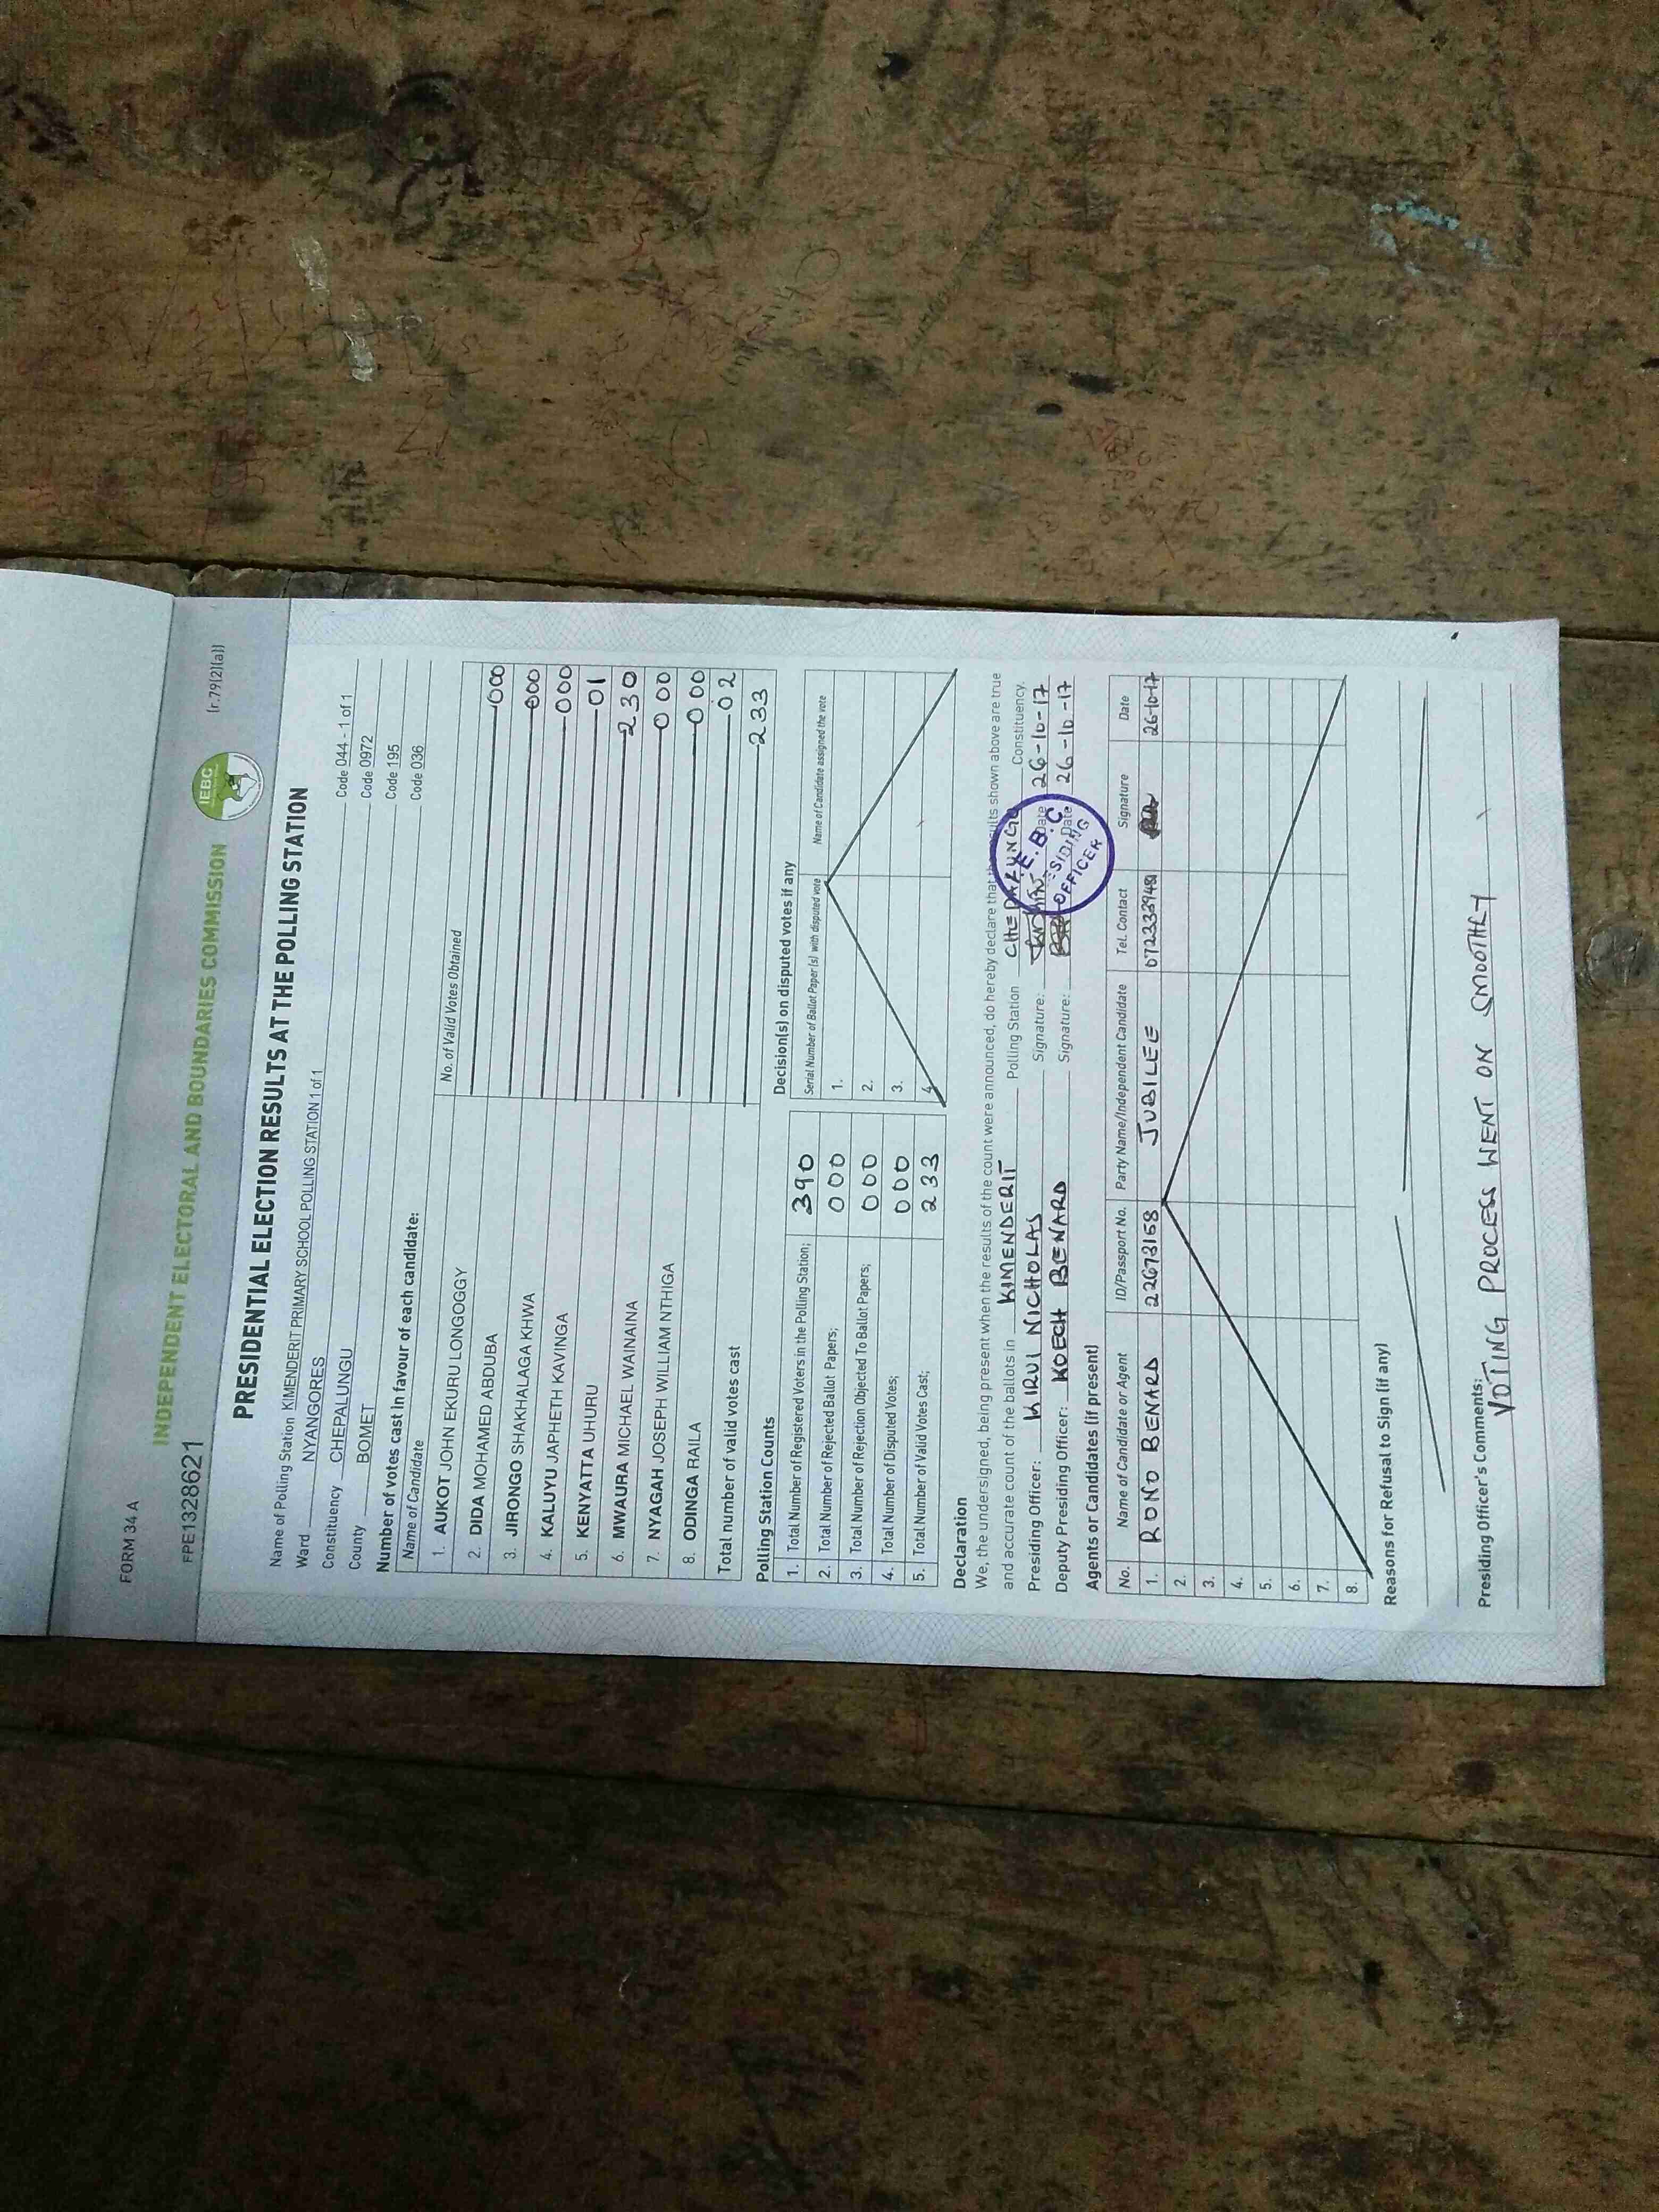 FORM 34 A
(r.79(2)(a))
FPE1328621
INDEPENDENT ELECTORAL AND BOUNDARIES COMMISSION
IEBC
PRESIDENTIAL ELECTION RESULTS AT THE POLLING STATION
Name of Polling Station KIMENDERIT PRIMARY SCHOOL POLLING STATION 1 of 1 Code 044 - 1 of 1
Ward NYANGORES Code 0972
Constituency CHEPALUNGU Code 195
County BOMET Code 036
Number of votes cast in favour of each candidate:
Name of Candidate No. of Valid Votes Obtained
1. AUKOT JOHN EKURU LONGOGGY 000
2. DIDA MOHAMED ABDUBA 000
3. JIRONGO SHAKHALAGA KHWA 000
4. KALUYU JAPHETH KAVINGA 01
5. KENYATTA UHURU 230
6. MWAURA MICHAEL WAINAINA 000
7. NYAGAH JOSEPH WILLIAM NTHIGA 000
8. ODINGA RAILA 02
Total number of valid votes cast 233
Polling Station Counts
1. Total Number of Registered Voters in the Polling Station; 390
2. Total Number of Rejected Ballot Papers; 000
3. Total Number of Rejection Objected To Ballot Papers; 000
4. Total Number of Disputed Votes; 000
5. Total Number of Valid Votes Cast; 233
Decision(s) on disputed votes if any
Serial Number of Ballot Paper(s) with disputed vote Name of Candidate assigned the vote
1.
2.
3.
4.
Declaration
We, the undersigned, being present when the results of the count were announced, do hereby declare that the results shown above are true
and accurate count of the ballots in KIMENDERIT Polling Station CHEPALUNGU Constituency.
Presiding Officer: KIRUI NICHOLAS Signature: Date 26-10-17
Deputy Presiding Officer: KOECH BENARD Signature: Date 26-10-17
I.E.B.C
PRESIDING
OFFICER
Agents or Candidates (if present)
No. Name of Candidate or Agent ID/Passport No. Party Name/Independent Candidate Tel. Contact Signature Date
1. RONO BENARD 22673158 JUBILEE 26-10-17
2.
3.
4.
5.
6.
7.
8.
Reasons for Refusal to Sign (if any)
Presiding Officer's Comments:
VOTING PROCESS WENT ON SMOOTHLY